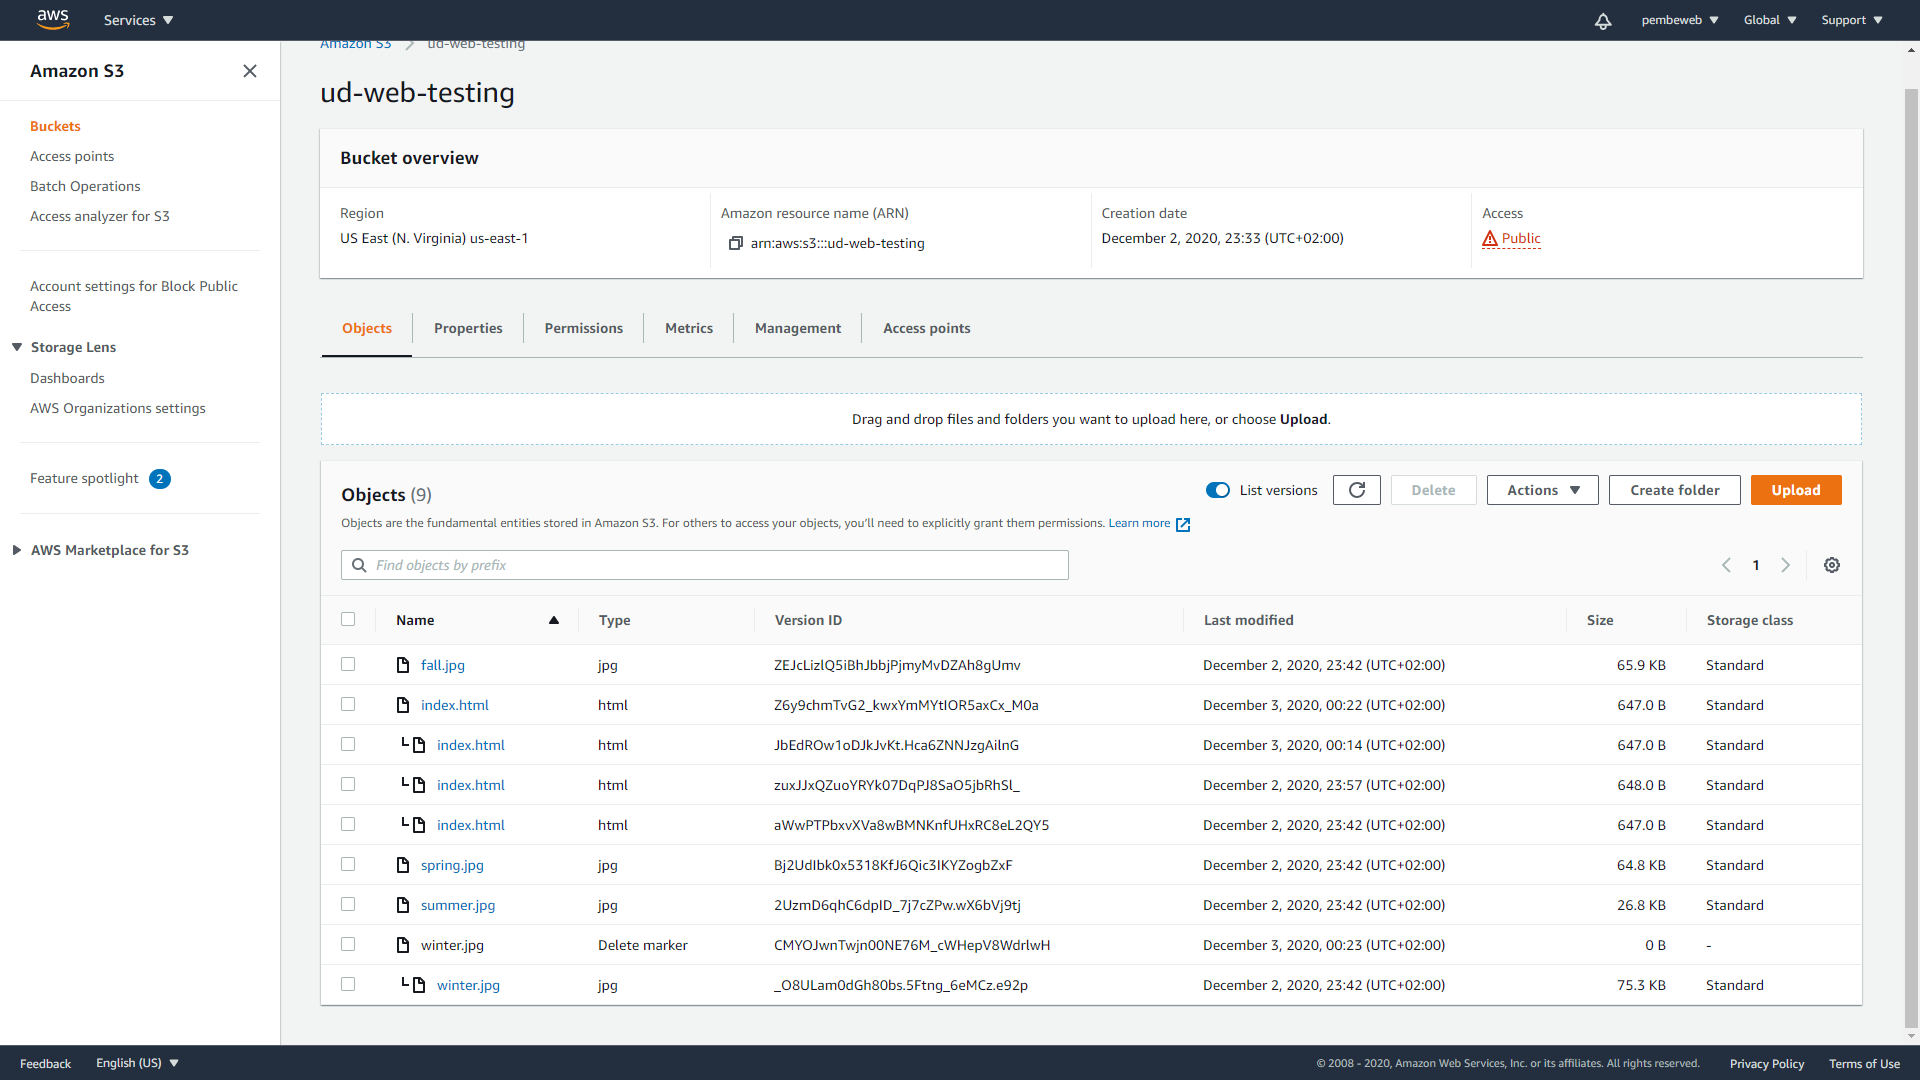 aws Services pembeweb Global Support
Amazon S3 ud-web-testing
Amazon S3
Buckets
Access points
Batch Operations
Access analyzer for S3
Account settings for Block Public
Access
Storage Lens
Dashboards
AWS Organizations settings
Feature spotlight 2
AWS Marketplace for S3
ud-web-testing
Bucket overview
Region
US East (N. Virginia) us-east-1
Amazon resource name (ARN)
arn:aws:s3:::ud-web-testing
Creation date
December 2, 2020, 23:33 (UTC+02:00)
Access
Public
Objects Properties Permissions Metrics Management Access points
Drag and drop files and folders you want to upload here, or choose Upload.
Objects (9)
List versions Delete Actions Create folder Upload
Objects are the fundamental entities stored in Amazon S3. For others to access your objects, you'll need to explicitly grant them permissions. Learn more
Find objects by prefix
1
Name Type Version ID Last modified Size Storage class
fall.jpg jpg ZEJcLizlQ5iBhJbbjPjmyMvDZAh8gUmv December 2, 2020, 23:42 (UTC+02:00) 65.9 KB Standard
index.html html Z6y9chmTvG2_kwxYmMYtIOR5axCx_M0a December 3, 2020, 00:22 (UTC+02:00) 647.0 B Standard
index.html html JbEdROw1oDJkJvKt.Hca6ZNNJzgAilnG December 3, 2020, 00:14 (UTC+02:00) 647.0 B Standard
index.html html zuxJJxQZuoYRYk07DqPJ8SaO5jbRhSl_ December 2, 2020, 23:57 (UTC+02:00) 648.0 B Standard
index.html html aWwPTPbxvXVa8wBMNKnfUHxRC8eL2QY5 December 2, 2020, 23:42 (UTC+02:00) 647.0 B Standard
spring.jpg jpg Bj2UdIbk0x5318KfJ6Qic3IKYZogbZxF December 2, 2020, 23:42 (UTC+02:00) 64.8 KB Standard
summer.jpg jpg 2UzmD6qhC6dpID_7j7cZPw.wX6bVj9tj December 2, 2020, 23:42 (UTC+02:00) 26.8 KB Standard
winter.jpg Delete marker CMYOJwnTwjn00NE76M_cWHepV8WdrlwH December 3, 2020, 00:23 (UTC+02:00) 0 B -
winter.jpg jpg _O8ULam0dGh80bs.5Ftng_6eMCz.e92p December 2, 2020, 23:42 (UTC+02:00) 75.3 KB Standard
Feedback English (US) © 2008 - 2020, Amazon Web Services, Inc. or its affiliates. All rights reserved. Privacy Policy Terms of Use